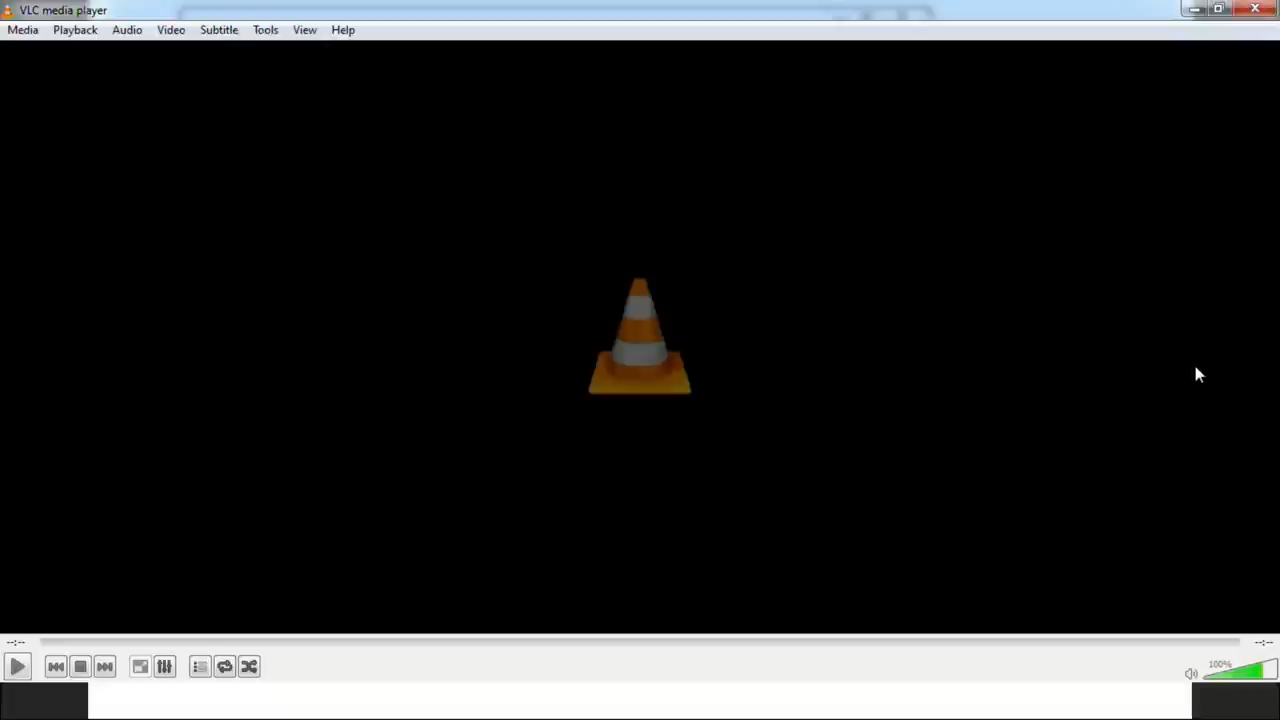 VLC media player
Media Playback Audio Video Subtitle Tools View Help
--:-- --:--
100%